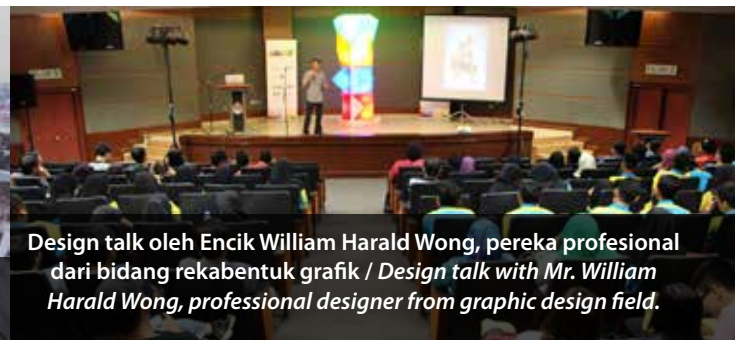 Design talk oleh Encik William Harald Wong, pereka profesional
dari bidang rekabentuk grafik / Design talk with Mr. William
Harald Wong, professional designer from graphic design field.